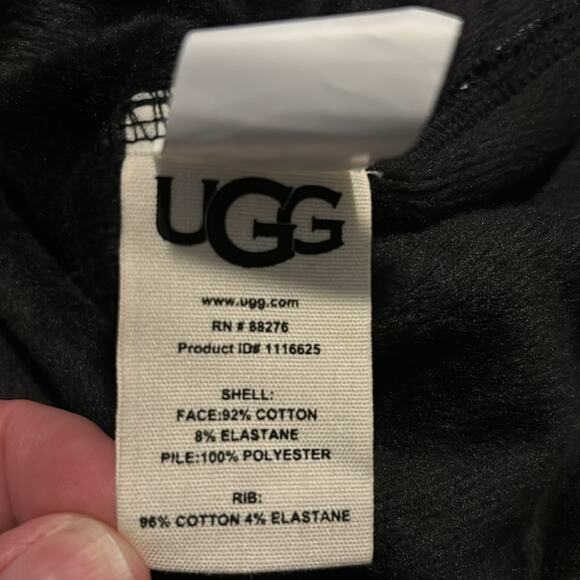 UGG
www.ugg.com
RN # 88276
Product ID# 1116625
SHELL:
FACE:92% COTTON
8% ELASTANE
PILE:100% POLYESTER
RIB:
96% COTTON 4% ELASTANE